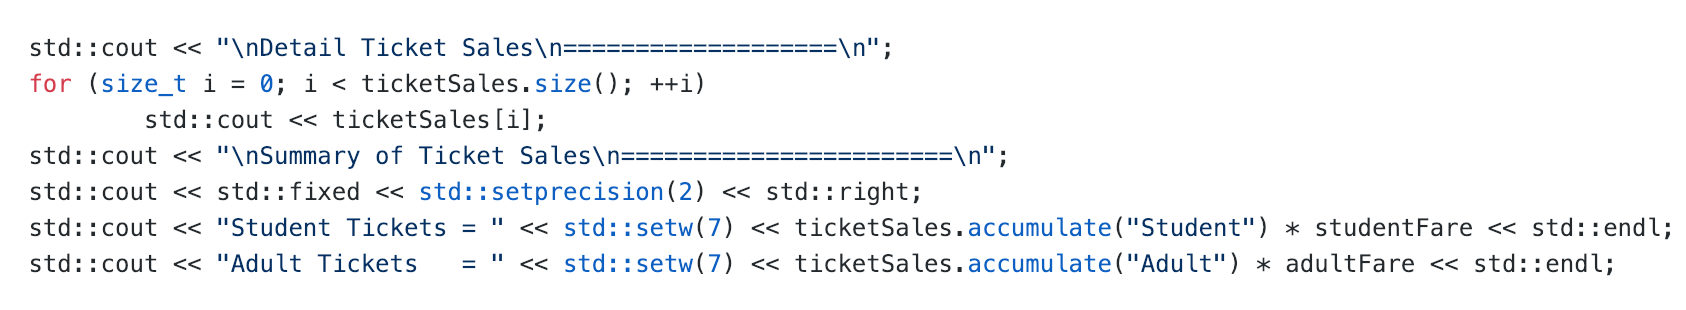 std::cout << "\nDetail Ticket Sales\n===================\n";
for (size_t i = 0; i < ticketSales.size(); ++i)
        std::cout << ticketSales[i];
std::cout << "\nSummary of Ticket Sales\n=======================\n";
std::cout << std::fixed << std::setprecision(2) << std::right;
std::cout << "Student Tickets = " << std::setw(7) << ticketSales.accumulate("Student") * studentFare << std::endl;
std::cout << "Adult Tickets   = " << std::setw(7) << ticketSales.accumulate("Adult") * adultFare << std::endl;